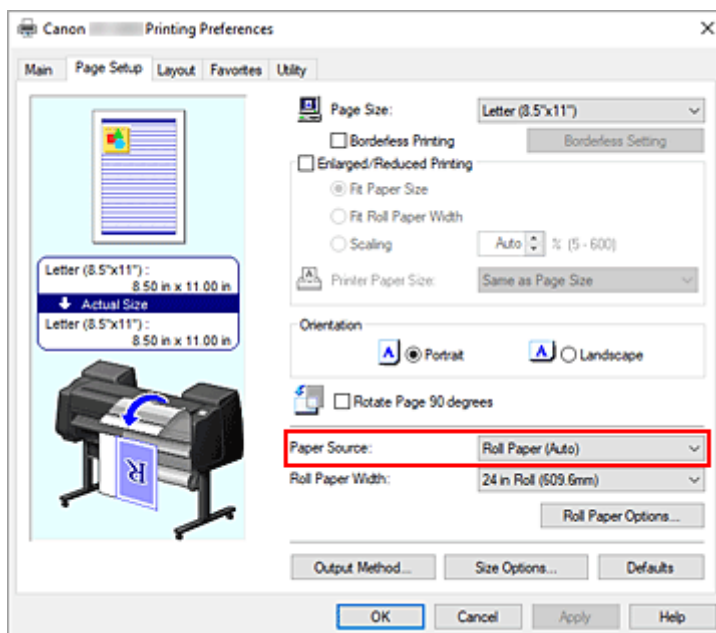 Canon Printing Preferences
Main Page Setup Layout Favorites Utility
Page Size: Letter (8.5"x11")
Borderless Printing Borderless Setting
Enlarged/Reduced Printing
Fit Paper Size
Fit Roll Paper Width
Scaling Auto % (5 - 600)
Printer Paper Size: Same as Page Size
Letter (8.5"x11") :
8.50 in x 11.00 in
Actual Size
Letter (8.5"x11") :
8.50 in x 11.00 in
Orientation
A Portrait A Landscape
Rotate Page 90 degrees
Paper Source: Roll Paper (Auto)
Roll Paper Width: 24 in Roll (609.6mm)
Roll Paper Options...
R
Output Method... Size Options... Defaults
OK Cancel Apply Help